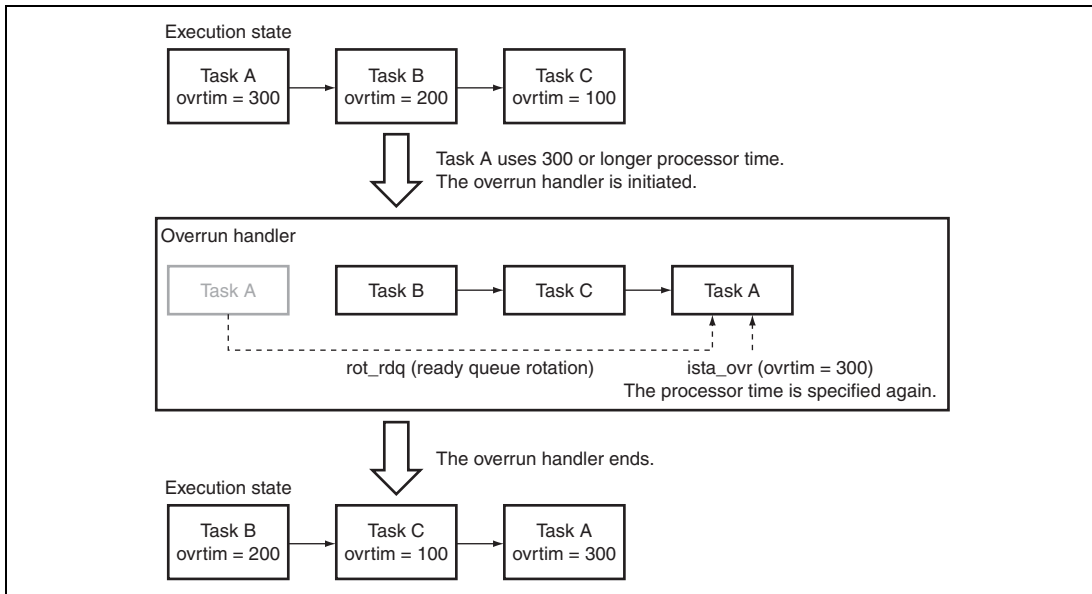 Execution state
Task A
ovrtim = 300
Task B
ovrtim = 200
Task C
ovrtim = 100
Task A uses 300 or longer processor time.
The overrun handler is initiated.
Overrun handler
Task A
Task B
Task C
Task A
rot_rdq (ready queue rotation)
ista_ovr (ovrtim = 300)
The processor time is specified again.
The overrun handler ends.
Execution state
Task B
ovrtim = 200
Task C
ovrtim = 100
Task A
ovrtim = 300